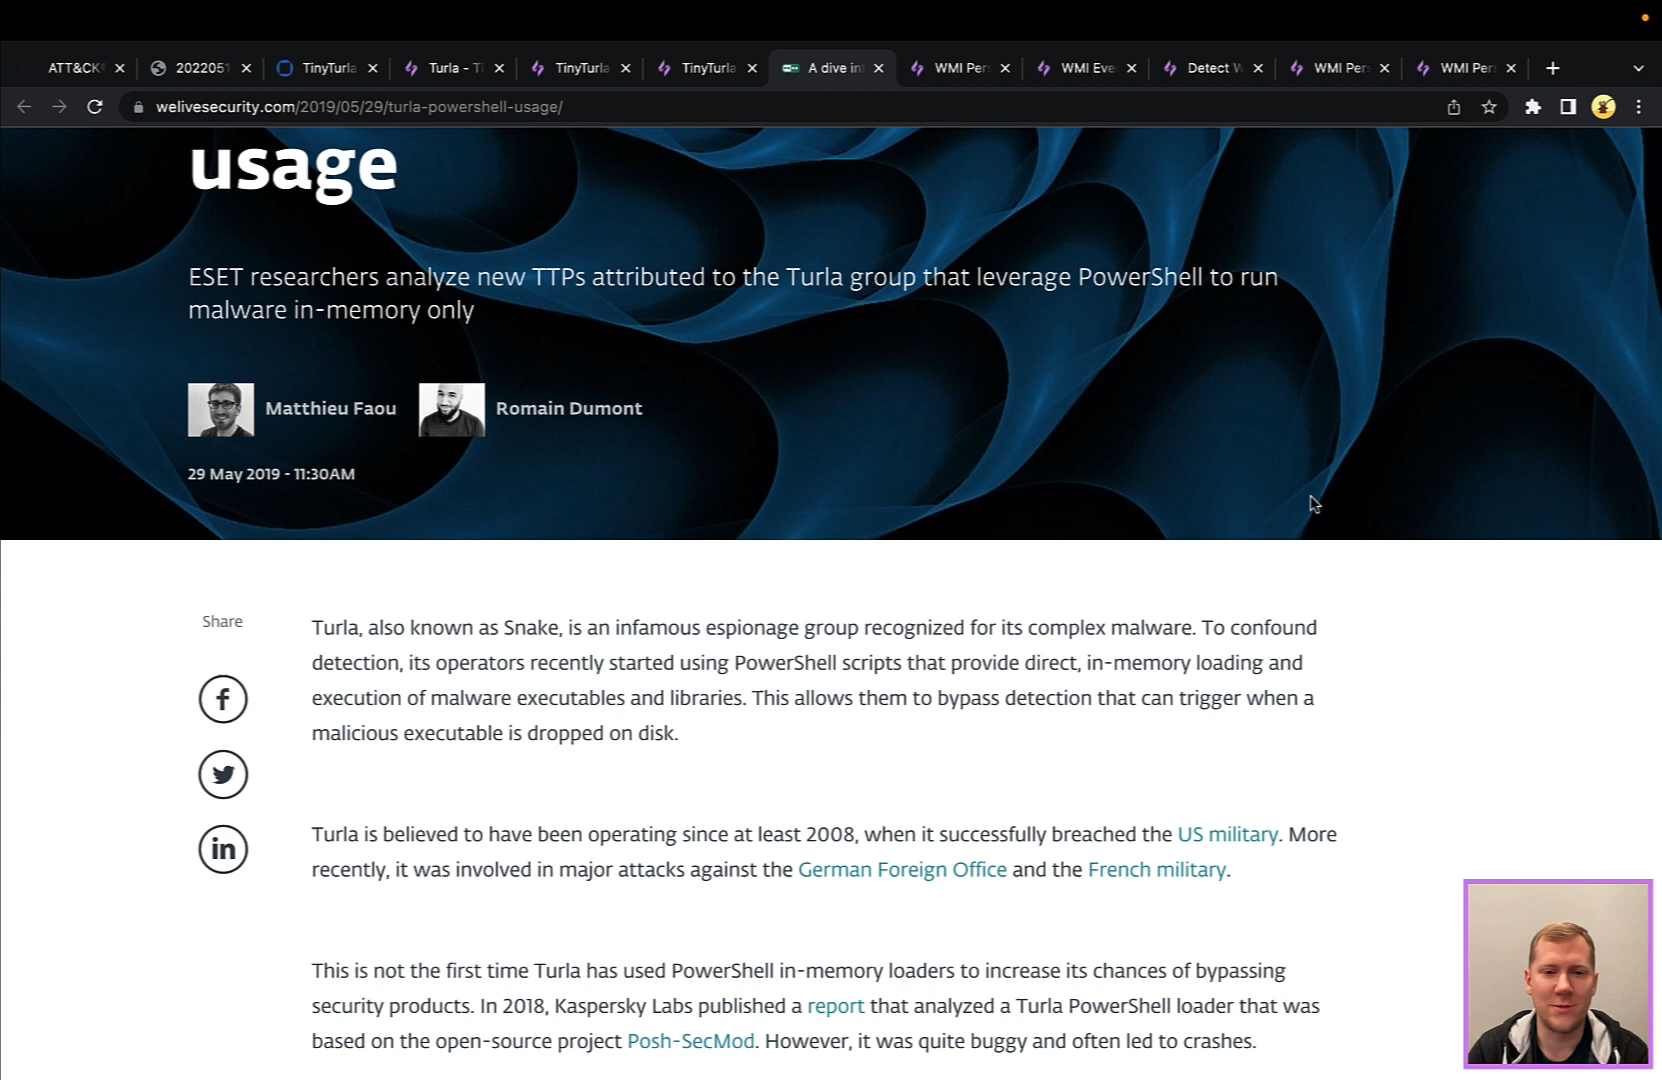 ATT&CK
202205
TinyTurla
Turla - T
TinyTurla
TinyTurla
A dive in
WMI Per
WMI Eve
Detect W
WMI Per
WMI Per
welivesecurity.com/2019/05/29/turla-powershell-usage/
usage
ESET researchers analyze new TTPs attributed to the Turla group that leverage PowerShell to run
malware in-memory only
Matthieu Faou
Romain Dumont
29 May 2019 - 11:30AM
Share
Turla, also known as Snake, is an infamous espionage group recognized for its complex malware. To confound
detection, its operators recently started using PowerShell scripts that provide direct, in-memory loading and
execution of malware executables and libraries. This allows them to bypass detection that can trigger when a
malicious executable is dropped on disk.
Turla is believed to have been operating since at least 2008, when it successfully breached the US military. More
recently, it was involved in major attacks against the German Foreign Office and the French military.
This is not the first time Turla has used PowerShell in-memory loaders to increase its chances of bypassing
security products. In 2018, Kaspersky Labs published a report that analyzed a Turla PowerShell loader that was
based on the open-source project Posh-SecMod. However, it was quite buggy and often led to crashes.